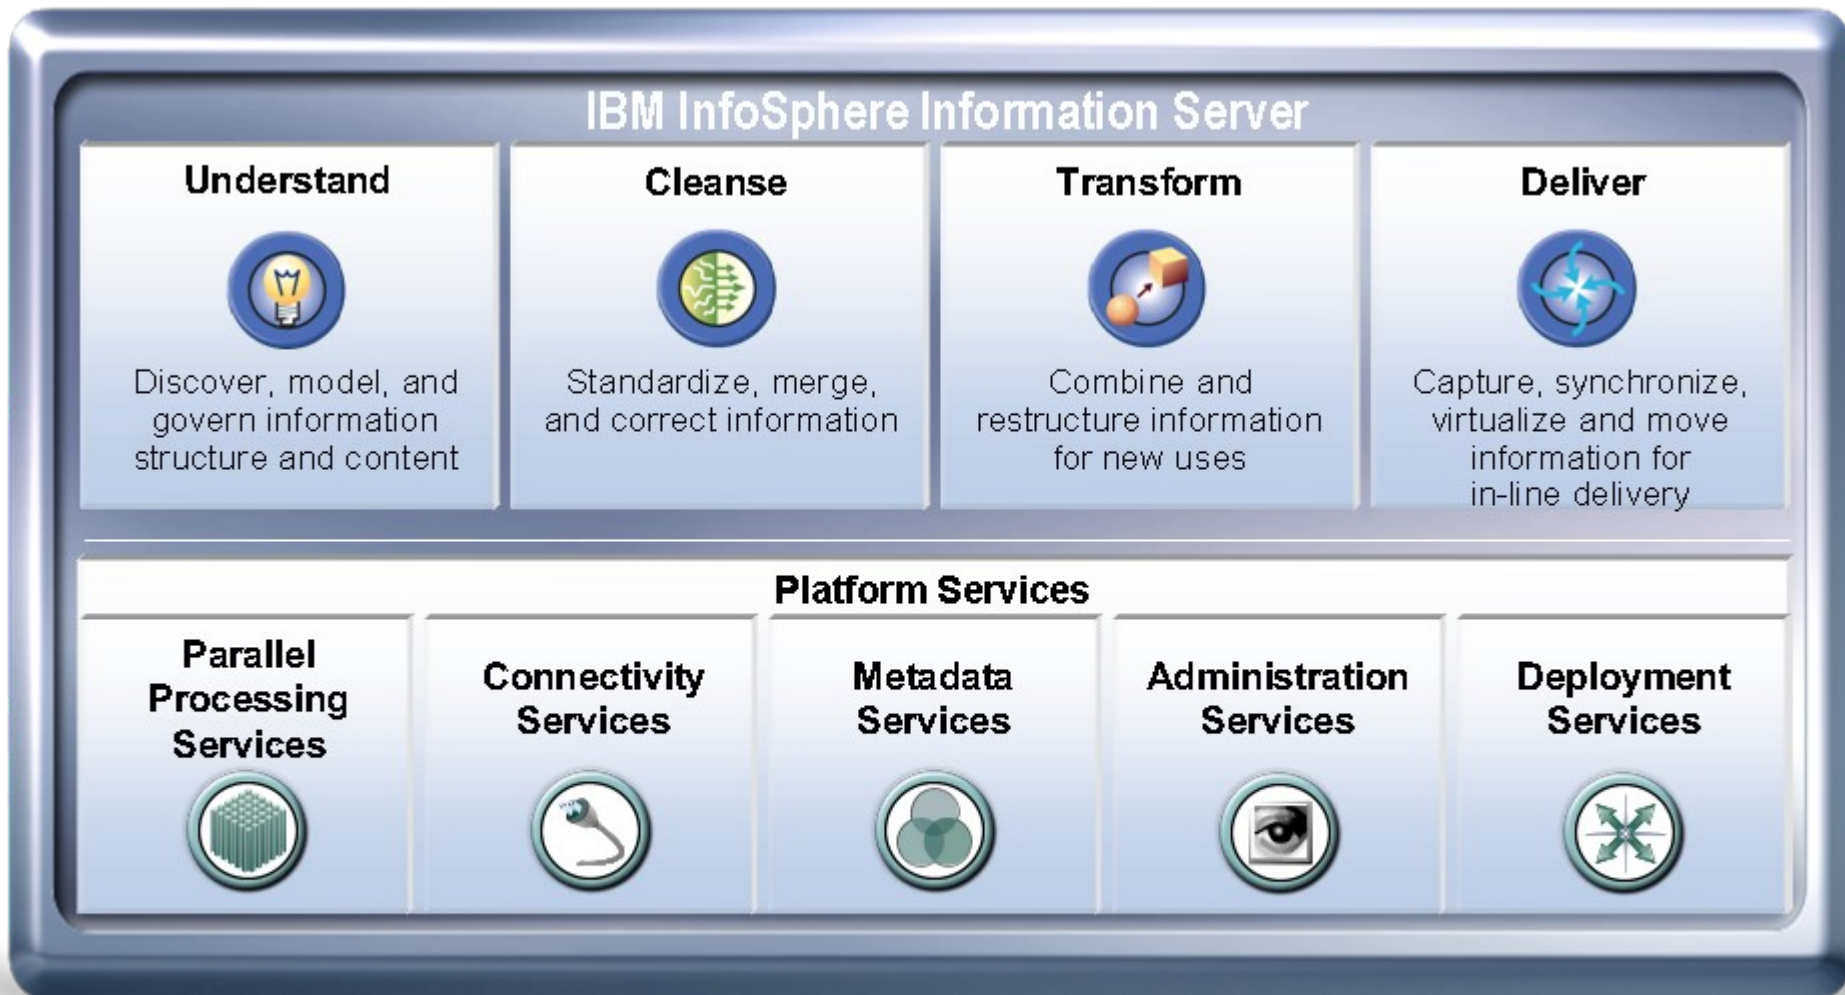 IBM InfoSphere Information Server
Understand
Discover, model, and
govern information
structure and content
Cleanse
Standardize, merge,
and correct information
Transform
Combine and
restructure information
for new uses
Deliver
Capture, synchronize,
virtualize and move
information for
in-line delivery
Platform Services
Parallel
Processing
Services
Connectivity
Services
Metadata
Services
Administration
Services
Deployment
Services